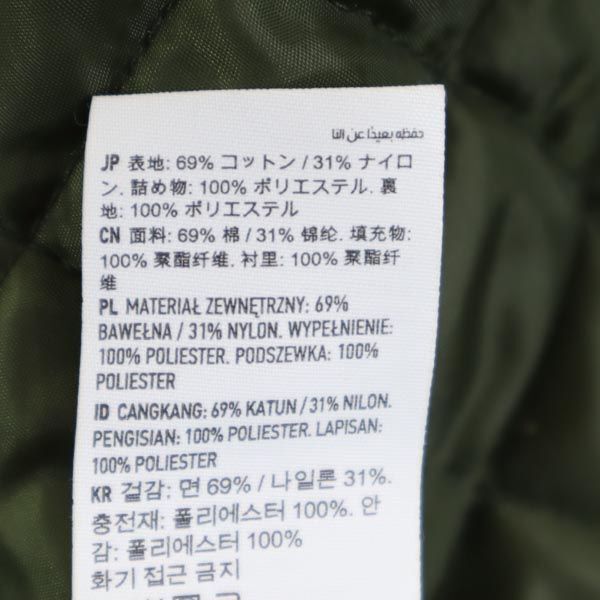 حفظه بعيدًا عن النا
JP 表地: 69% コットン / 31% ナイロ
ン. 詰め物: 100% ポリエステル. 裏
地: 100% ポリエステル
CN 面料: 69% 棉 / 31% 锦纶. 填充物:
100% 聚酯纤维. 衬里: 100% 聚酯纤
维
PL MATERIAŁ ZEWNĘTRZNY: 69%
BAWEŁNA / 31% NYLON. WYPEŁNIENIE:
100% POLIESTER. PODSZEWKA: 100%
POLIESTER
ID CANGKANG: 69% KATUN / 31% NILON.
PENGISIAN: 100% POLIESTER. LAPISAN:
100% POLIESTER
KR 겉감: 면 69% / 나일론 31%.
충전재: 폴리에스터 100%. 안
감: 폴리에스터 100%
화기 접근 금지